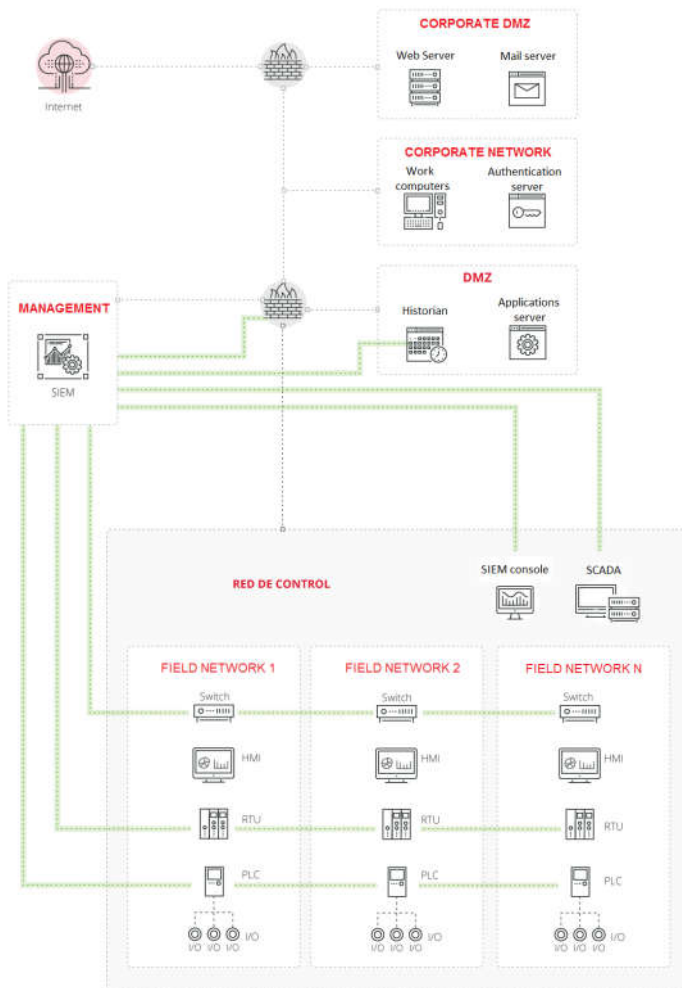 CORPORATE DMZ
Web Server
Mail server
Internet
CORPORATE NETWORK
Work
computers
Authentication
server
DMZ
MANAGEMENT
Historian
Applications
server
SIEM
SIEM console
SCADA
RED DE CONTROL
FIELD NETWORK 1
FIELD NETWORK 2
FIELD NETWORK N
Switch
Switch
Switch
HMI
HMI
HMI
RTU
RTU
RTU
PLC
PLC
PLC
I/O
I/O
I/O
I/O
I/O
I/O
I/O
I/O
I/O
I/O
I/O
I/O